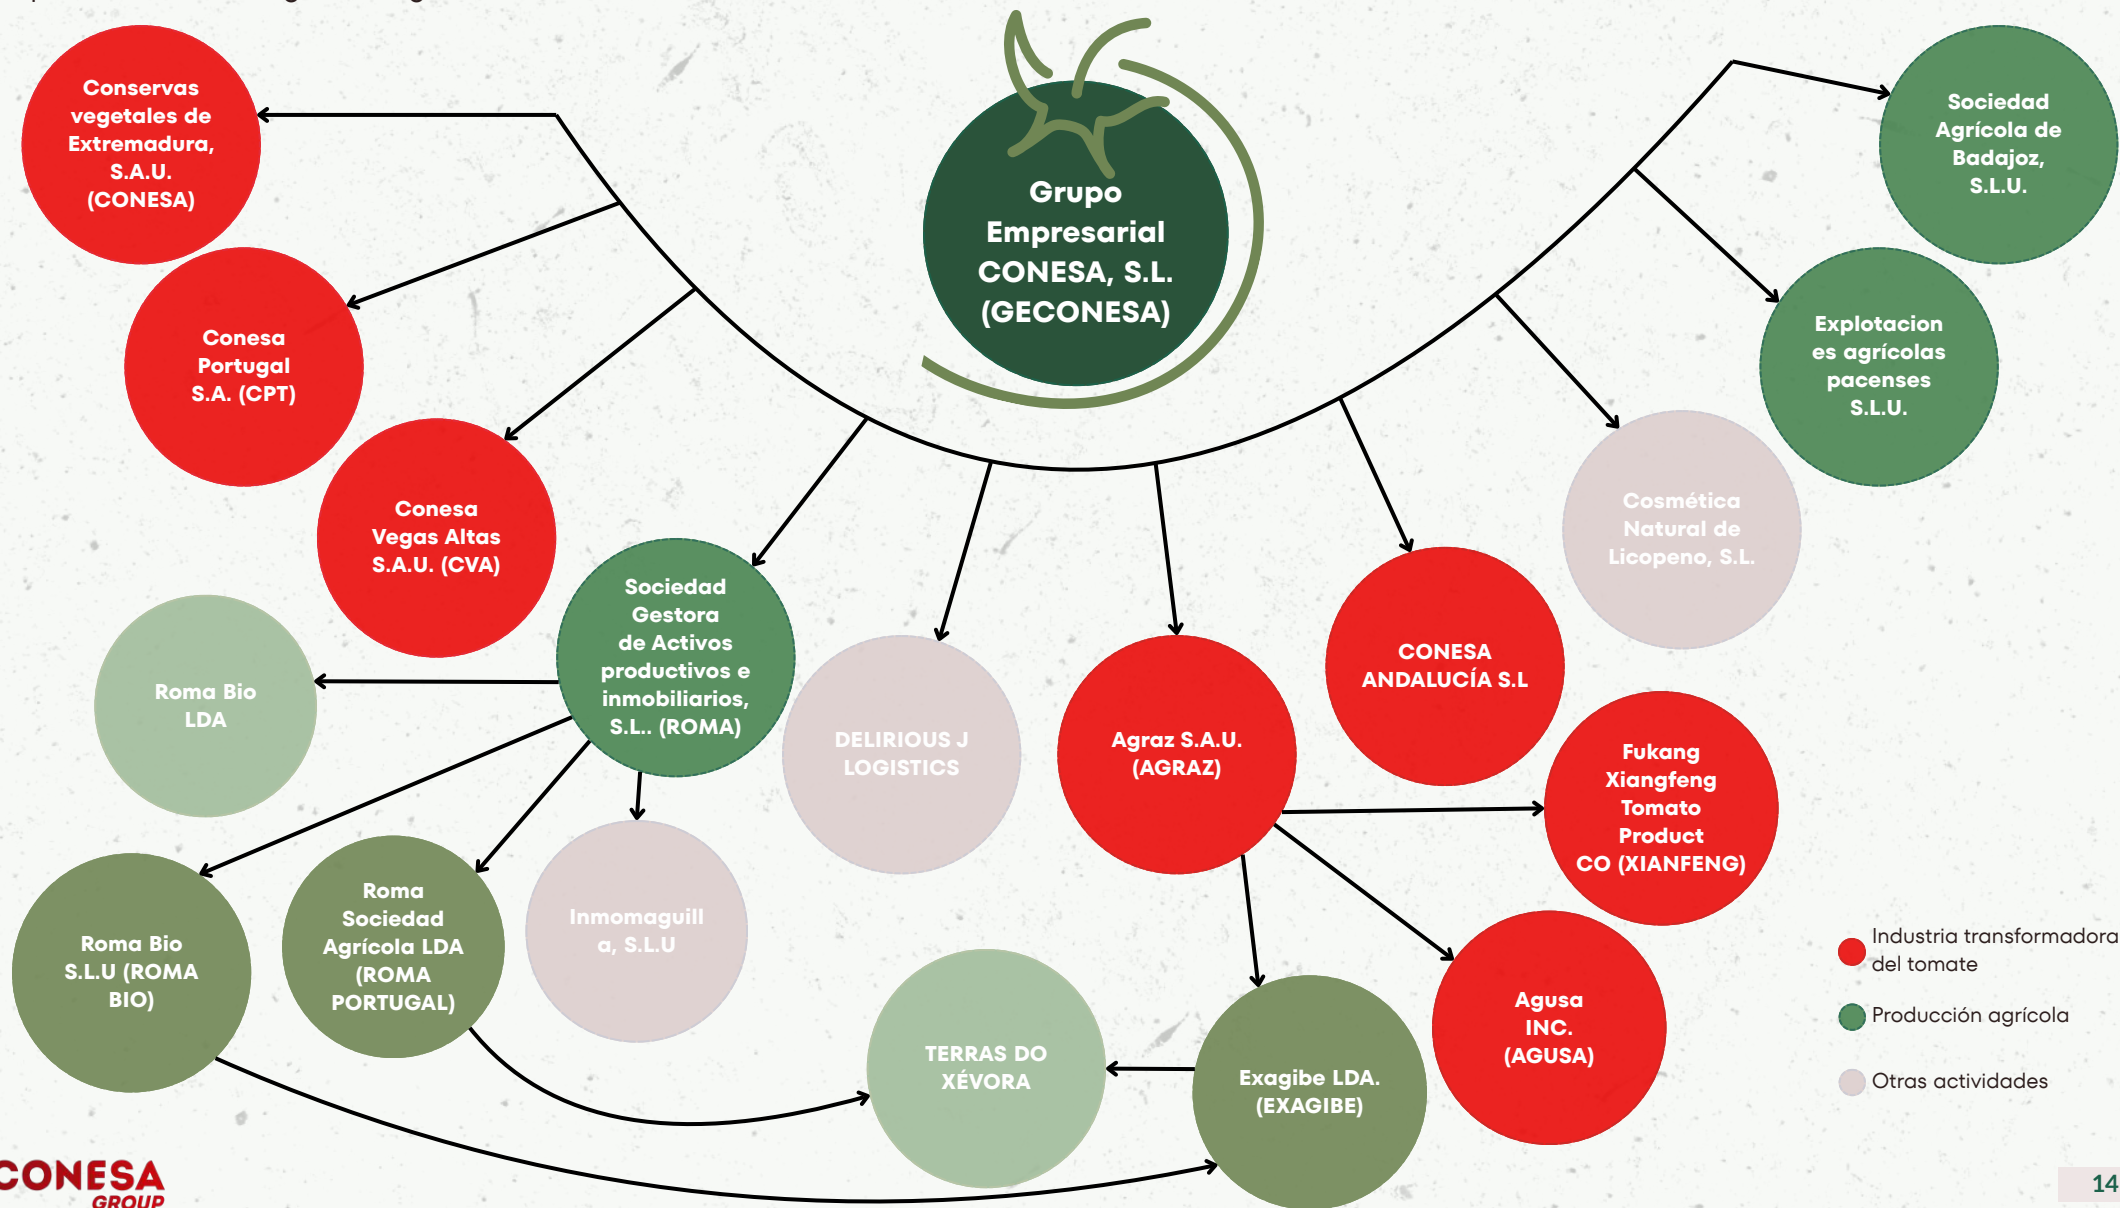 Conservas
vegetales de
Extremadura,
S.A.U.
(CONESA)
Grupo
Empresarial
CONESA, S.L.
(GECONESA)
Sociedad
Agrícola de
Badajoz,
S.L.U.
Conesa
Portugal
S.A. (CPT)
Explotacion
es agrícolas
pacenses
S.L.U.
Conesa
Vegas Altas
S.A.U. (CVA)
Cosmética
Natural de
Licopeno, S.L.
Sociedad
Gestora
de Activos
productivos e
inmobiliarios,
S.L.. (ROMA)
CONESA
ANDALUCÍA S.L
Roma Bio
LDA
DELIRIOUS J
LOGISTICS
Agraz S.A.U.
(AGRAZ)
Fukang
Xiangfeng
Tomato
Product
CO (XIANFENG)
Roma Bio
S.L.U (ROMA
BIO)
Roma
Sociedad
Agrícola LDA
(ROMA
PORTUGAL)
Inmomaguill
a, S.L.U
TERRAS DO
XÉVORA
Exagibe LDA.
(EXAGIBE)
Agusa
INC.
(AGUSA)
Industria transformadora
del tomate
Producción agrícola
Otras actividades
CONESA
GROUP
14